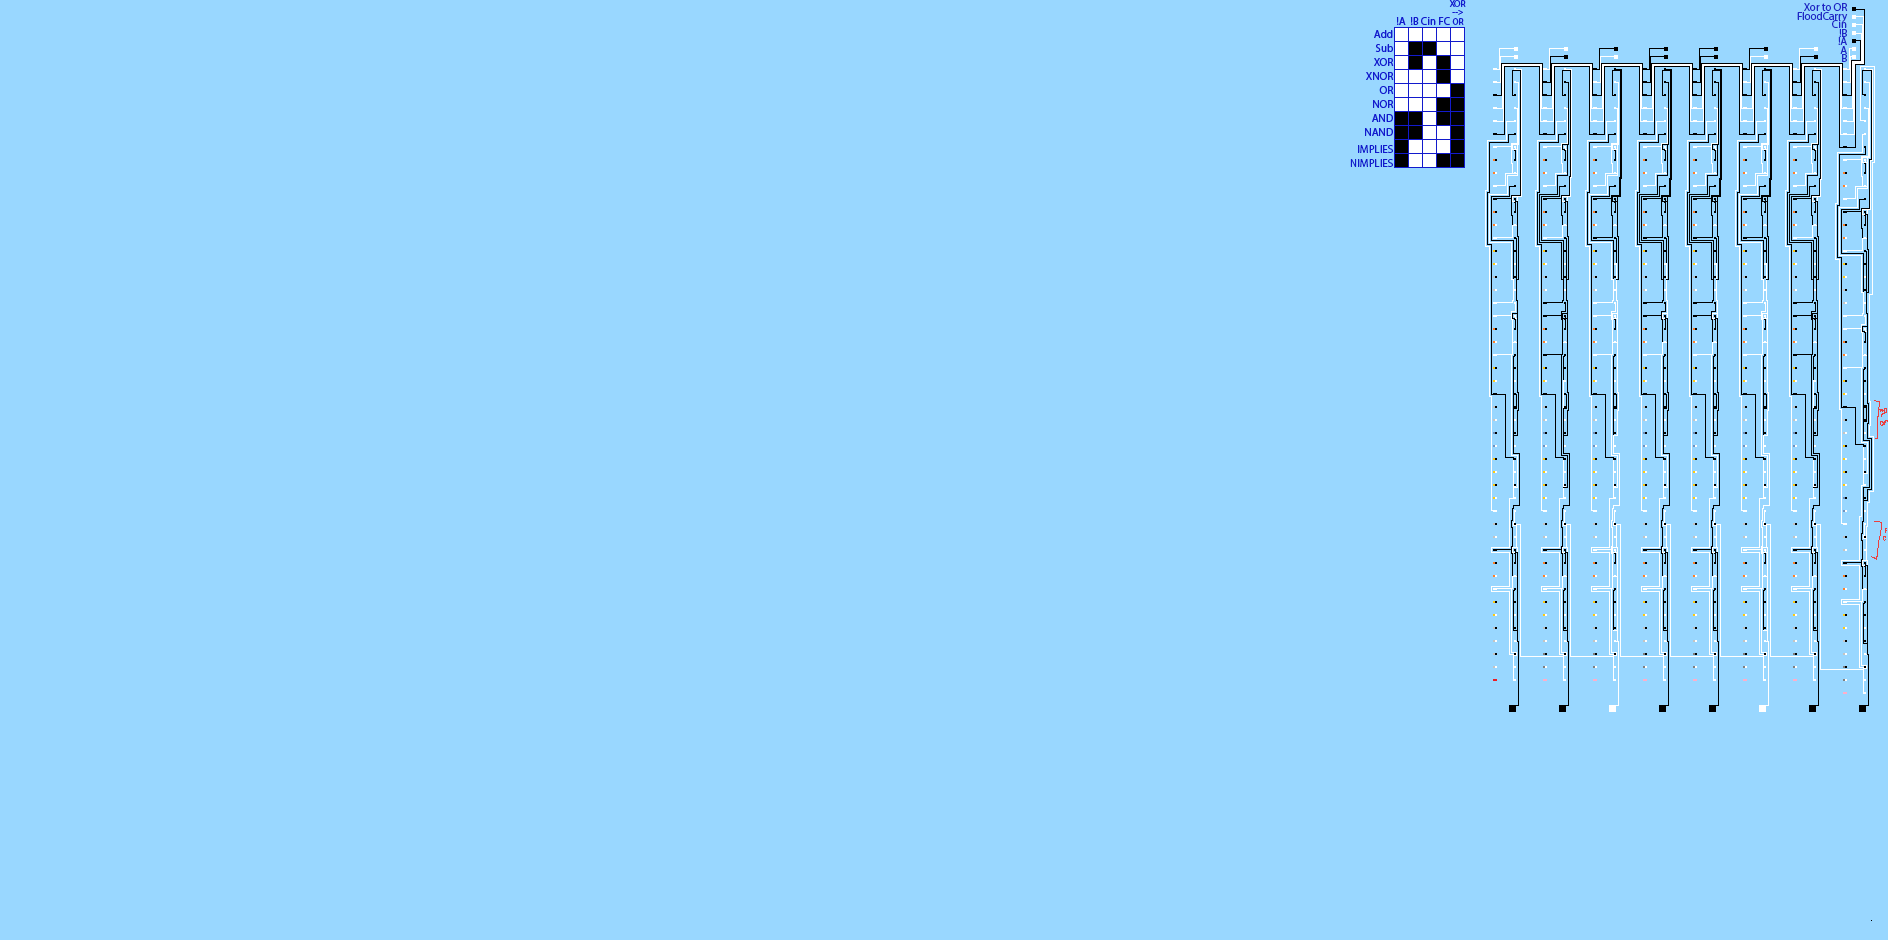 XOR
-->
!A !B Cin FC OR
Add
Sub
XOR
XNOR
OR
NOR
AND
NAND
IMPLIES
NIMPLIES
Xor to OR
FloodCarry
Cin
!B
!A
A
B